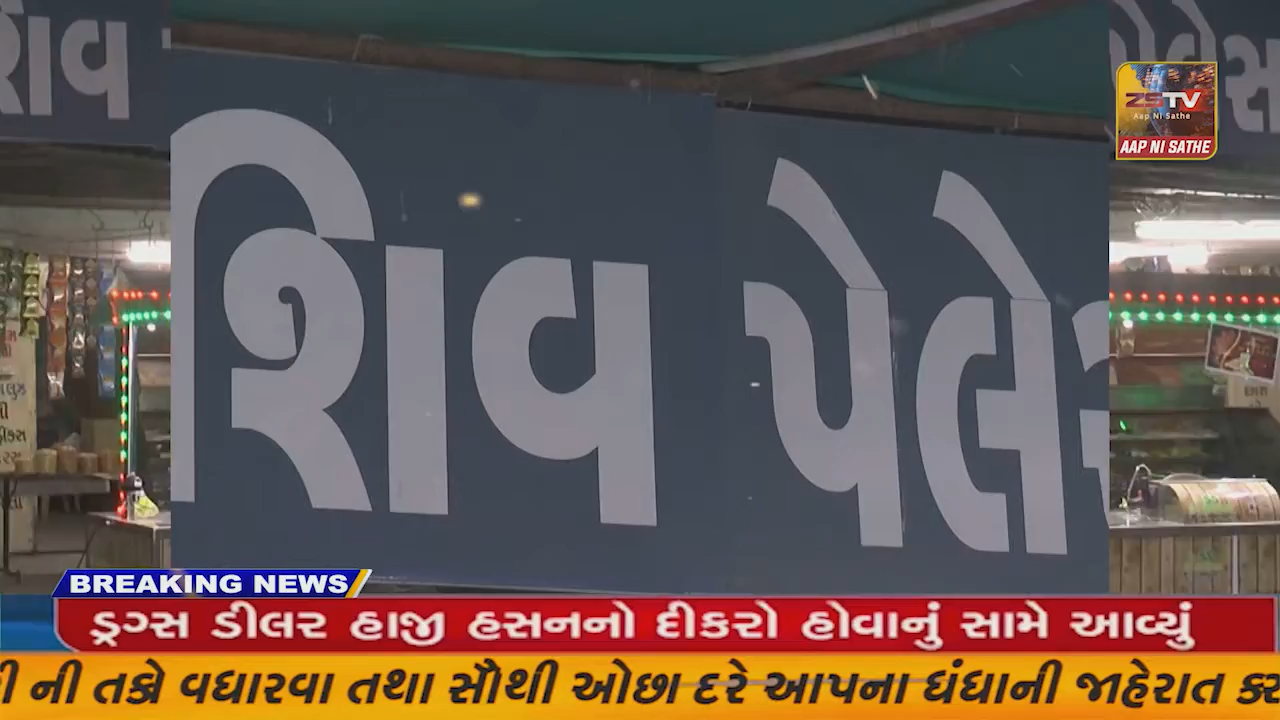 શિવ પેલે
ZSTV
Aap Ni Sathe
AAP NI SATHE
BREAKING NEWS
ડ્રગ્સ ડીલર હાજી હસનનો દીકરો હોવાનું સામે આવ્યું
ની તકો વધારવા તથા સૌથી ઓછા દરે આપના ધંધાની જાહેરાત